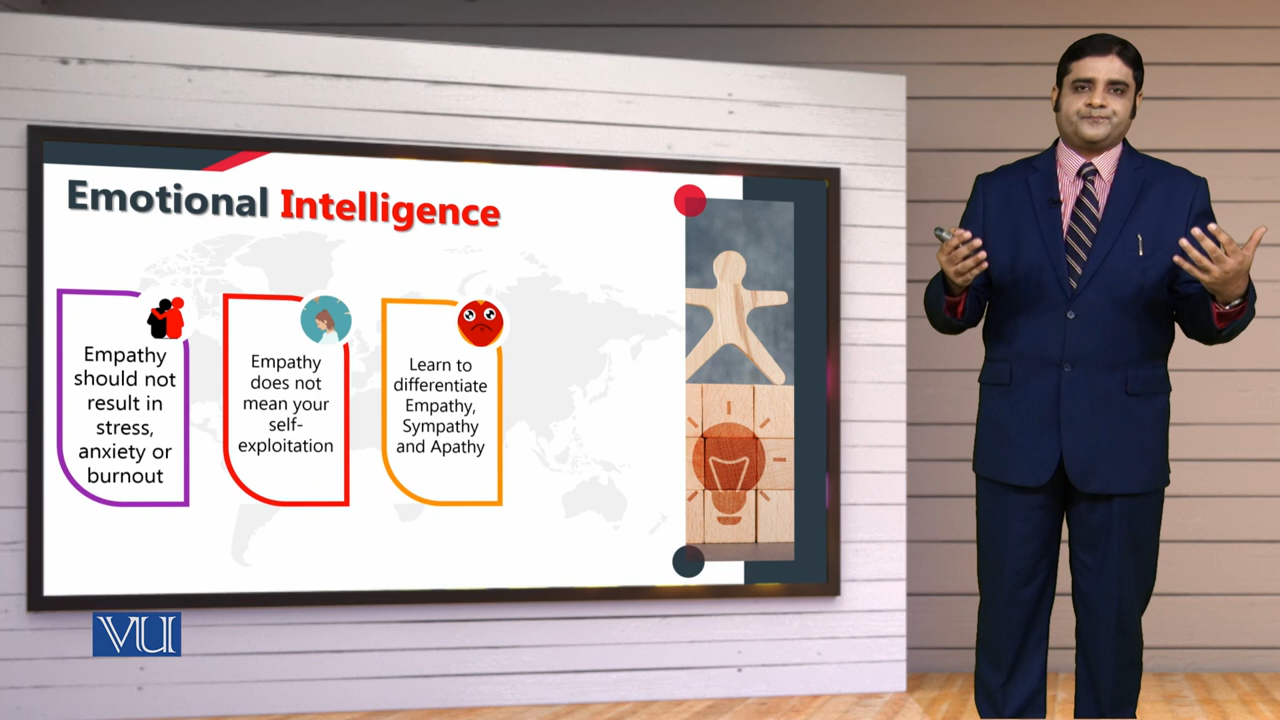 Emotional Intelligence
Empathy
should not
result in
stress,
anxiety or
burnout
Empathy
does not
mean your
self-
exploitation
Learn to
differentiate
Empathy,
Sympathy
and Apathy
VU